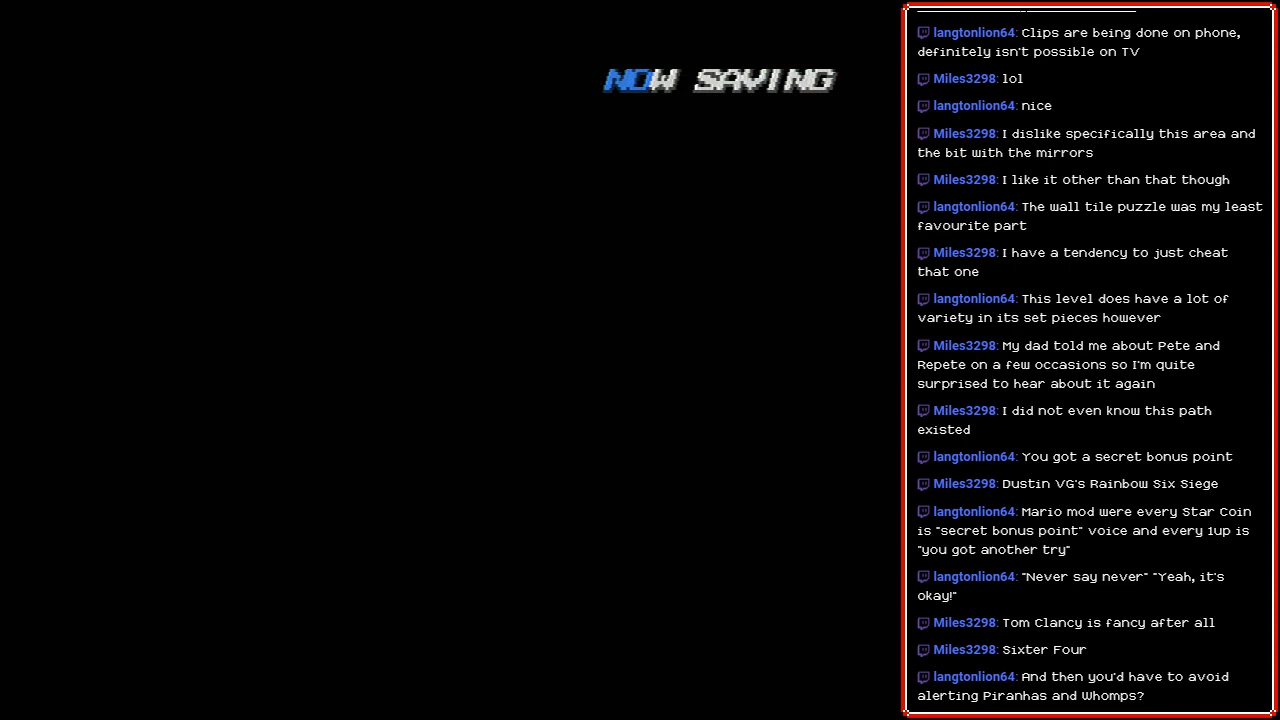 NOW SAVING
langtonlion64: Clips are being done on phone,
definitely isn't possible on TV
Miles3298: lol
langtonlion64: nice
Miles3298: I dislike specifically this area and
the bit with the mirrors
Miles3298: I like it other than that though
langtonlion64: The wall tile puzzle was my least
favourite part
Miles3298: I have a tendency to just cheat
that one
langtonlion64: This level does have a lot of
variety in its set pieces however
Miles3298: My dad told me about Pete and
Repete on a few occasions so I'm quite
surprised to hear about it again
Miles3298: I did not even know this path
existed
langtonlion64: You got a secret bonus point
Miles3298: Dustin VG's Rainbow Six Siege
langtonlion64: Mario mod were every Star Coin
is "secret bonus point" voice and every 1up is
"you got another try"
langtonlion64: "Never say never" "Yeah, it's
okay!"
Miles3298: Tom Clancy is fancy after all
Miles3298: Sixter Four
langtonlion64: And then you'd have to avoid
alerting Piranhas and Whomps?